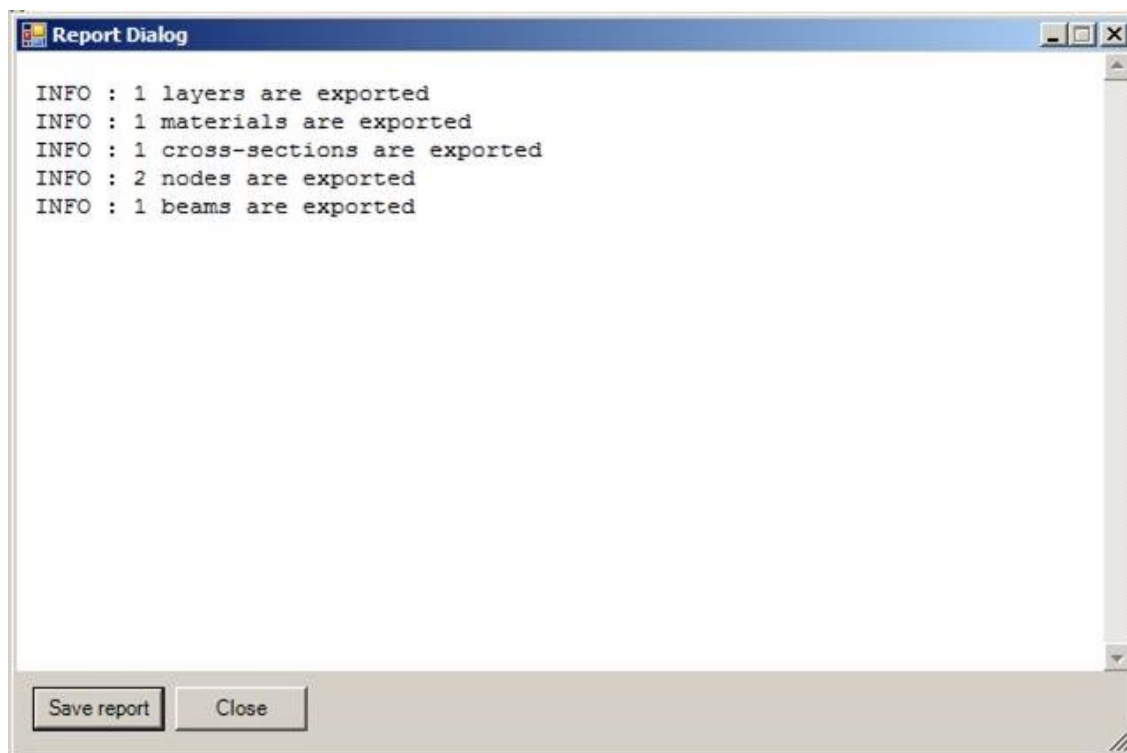 Report Dialog
INFO : 1 layers are exported
INFO : 1 materials are exported
INFO : 1 cross-sections are exported
INFO : 2 nodes are exported
INFO : 1 beams are exported
Save report
Close